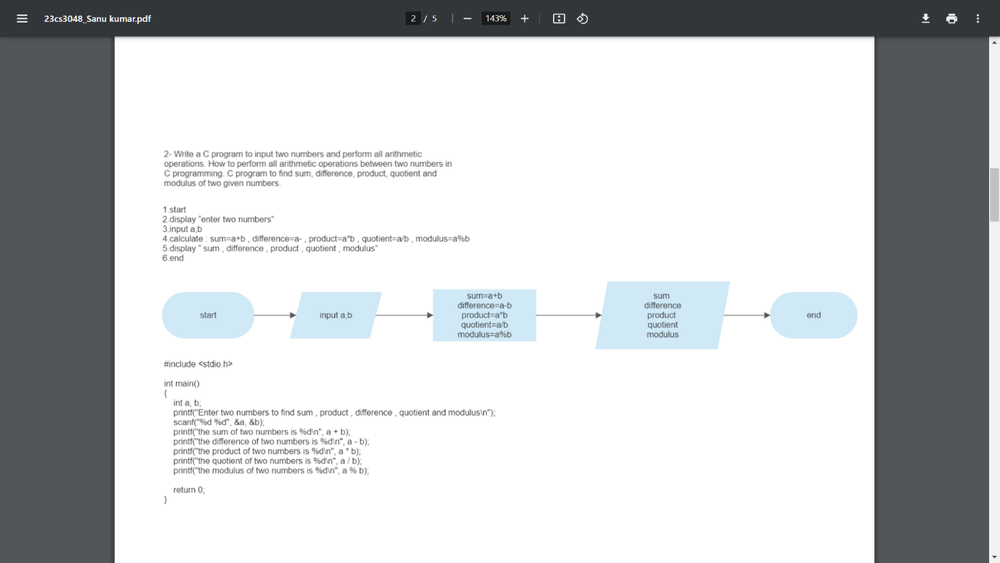 23cs3048_Sanu kumar.pdf
2 / 5
143%
2- Write a C program to input two numbers and perform all arithmetic
operations. How to perform all arithmetic operations between two numbers in
C programming. C program to find sum, difference, product, quotient and
modulus of two given numbers.
1.start
2.display "enter two numbers"
3.input a,b
4.calculate : sum=a+b , difference=a- , product=a*b , quotient=a/b , modulus=a%b
5.display " sum , difference , product , quotient , modulus"
6.end
start
input a,b
sum=a+b
difference=a-b
product=a*b
quotient=a/b
modulus=a%b
sum
difference
product
quotient
modulus
end
#include <stdio.h>
int main()
{
int a, b;
printf("Enter two numbers to find sum , product , difference , quotient and modulus\n");
scanf("%d %d", &a, &b);
printf("the sum of two numbers is %d\n", a + b);
printf("the difference of two numbers is %d\n", a - b);
printf("the product of two numbers is %d\n", a * b);
printf("the quotient of two numbers is %d\n", a / b);
printf("the modulus of two numbers is %d\n", a % b);
return 0;
}